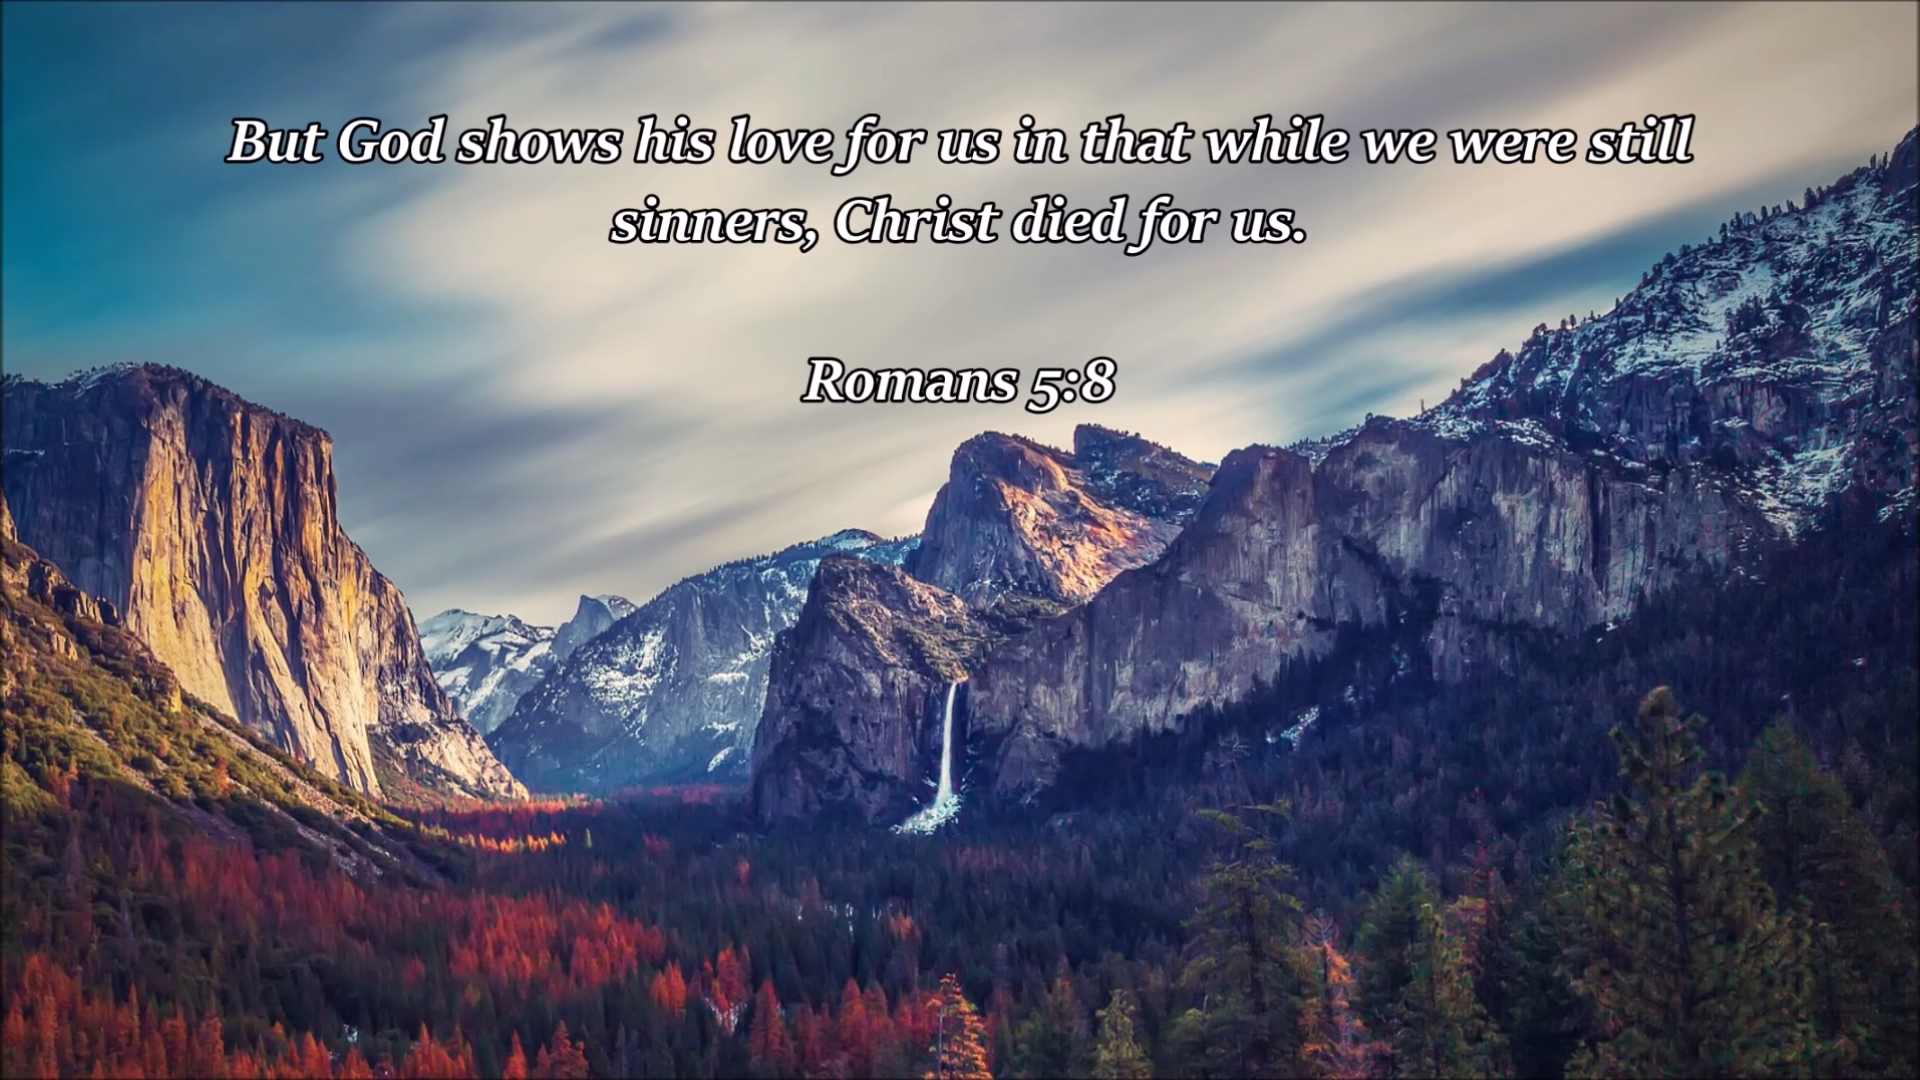 But God shows his love for us in that while we were still
sinners, Christ died for us.
Romans 5:8